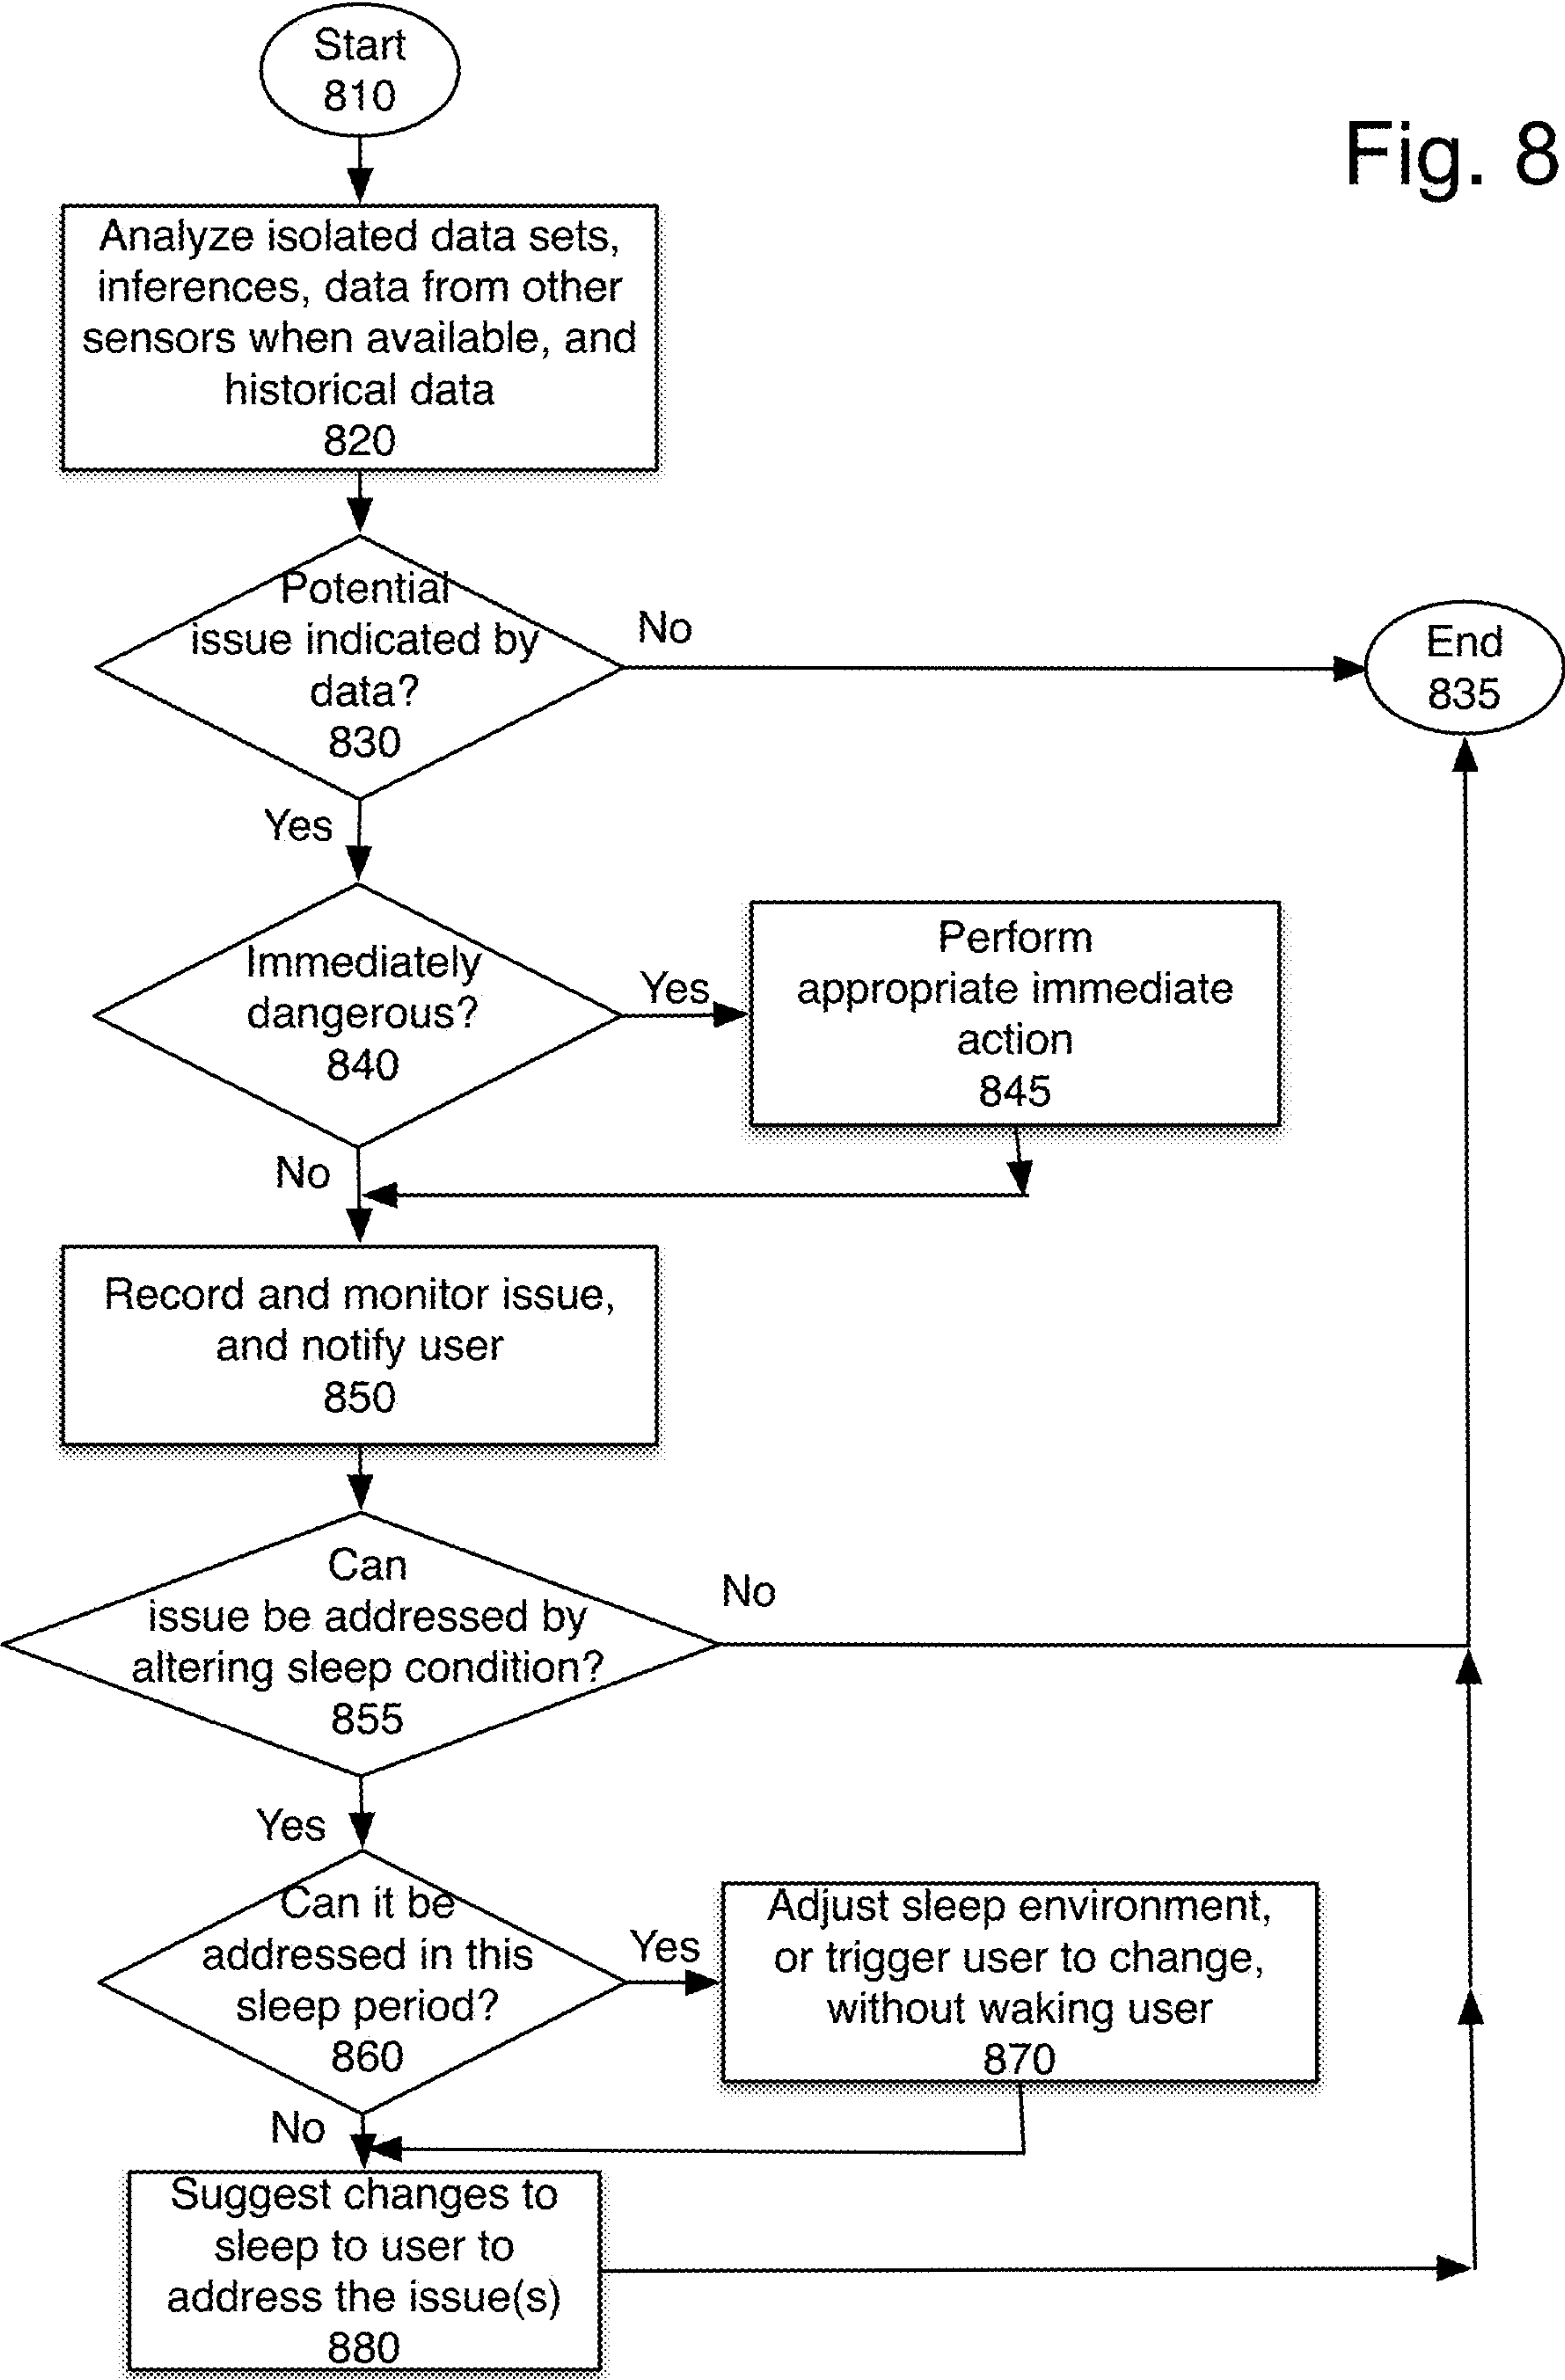 Start
810
Fig. 8
Analyze isolated data sets,
inferences, data from other
sensors when available, and
historical data
820
Potential
issue indicated by
data?
830
No
End
835
Yes
Immediately
dangerous?
840
Yes
Perform
appropriate immediate
action
845
No
Record and monitor issue,
and notify user
850
Can
issue be addressed by
altering sleep condition?
855
No
Yes
Can it be
addressed in this
sleep period?
860
Yes
Adjust sleep environment,
or trigger user to change,
without waking user
870
No
Suggest changes to
sleep to user to
address the issue(s)
880